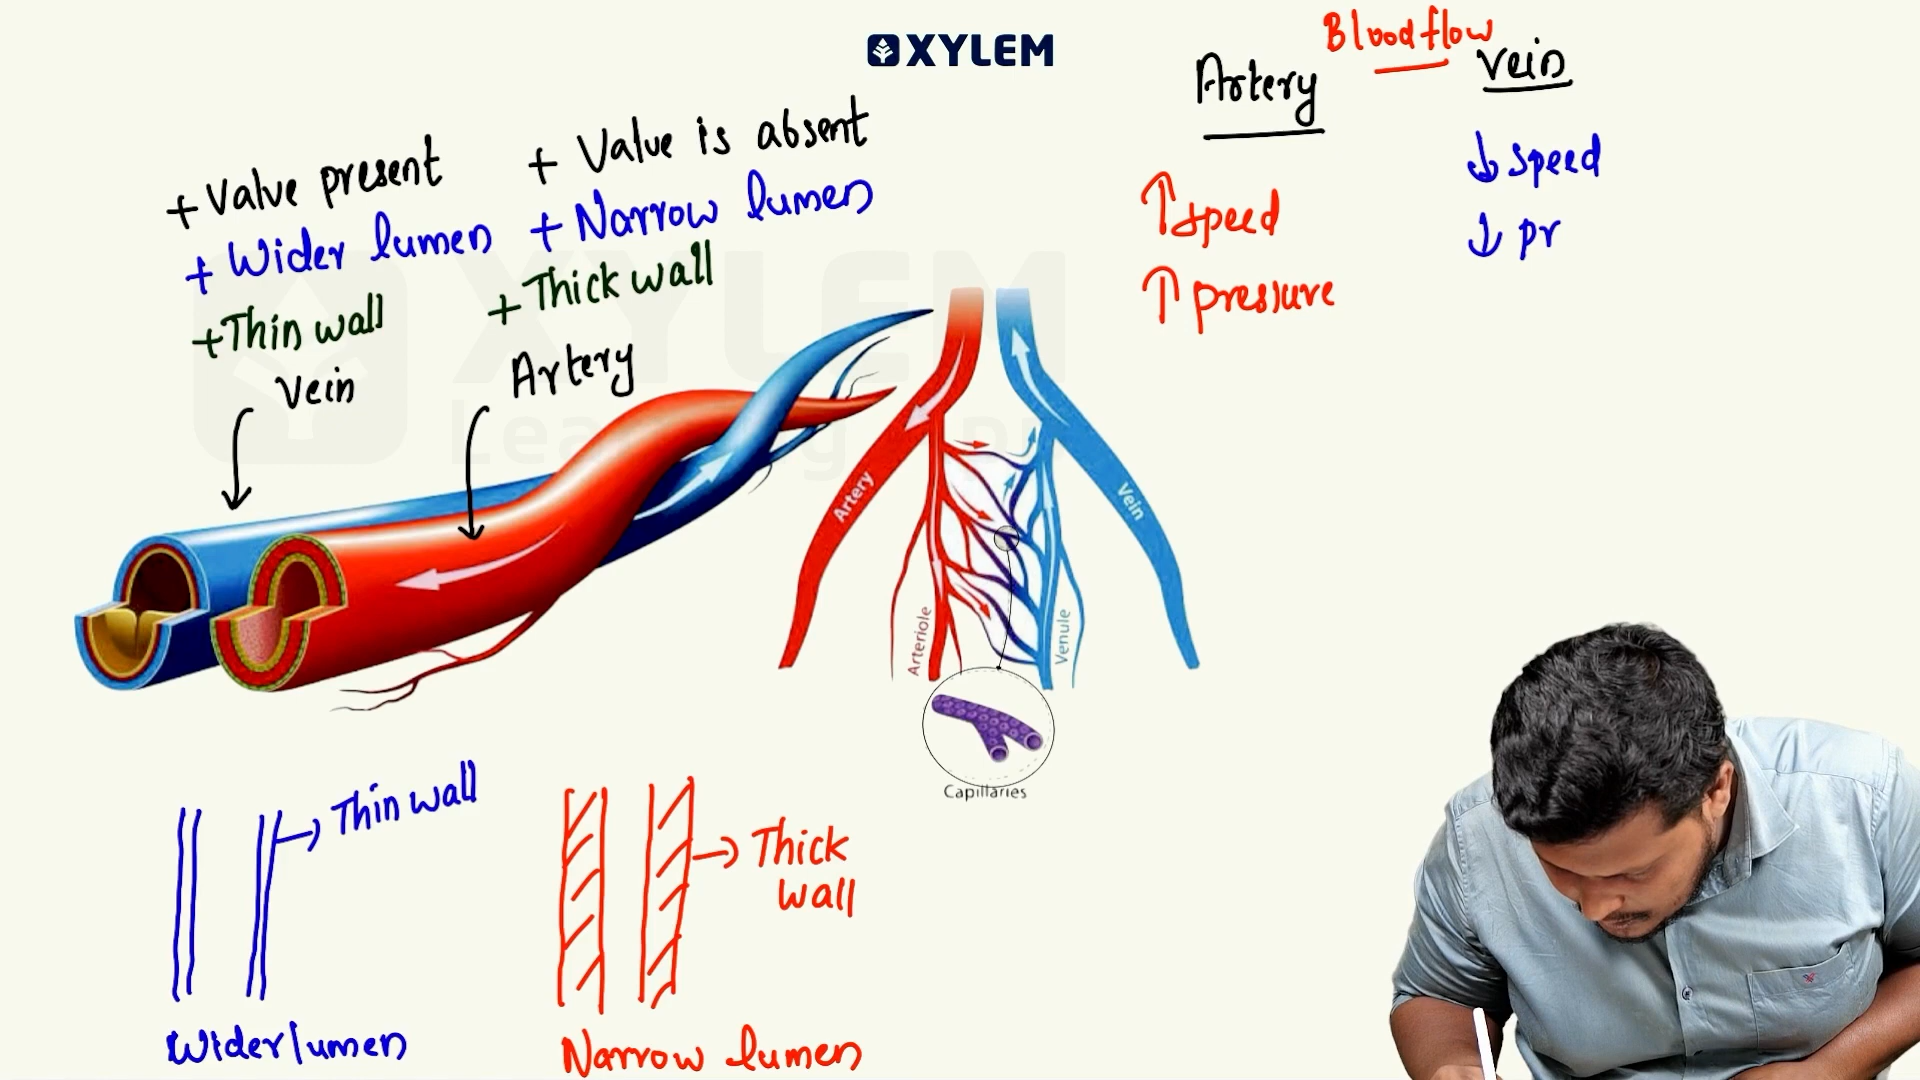 XYLEM
Blood flow
Artery
Vein
↑ speed
↑ pressure
↓ speed
↓ pr
+ Valve present
+ Wider lumen
+ Thin wall
Vein
+ Value is absent
+ Narrow lumen
+ Thick wall
Artery
XYLEM
Artery
Vein
Arteriole
Venule
Capillaries
→ Thin wall
Wider lumen
→ Thick
wall
Narrow lumen